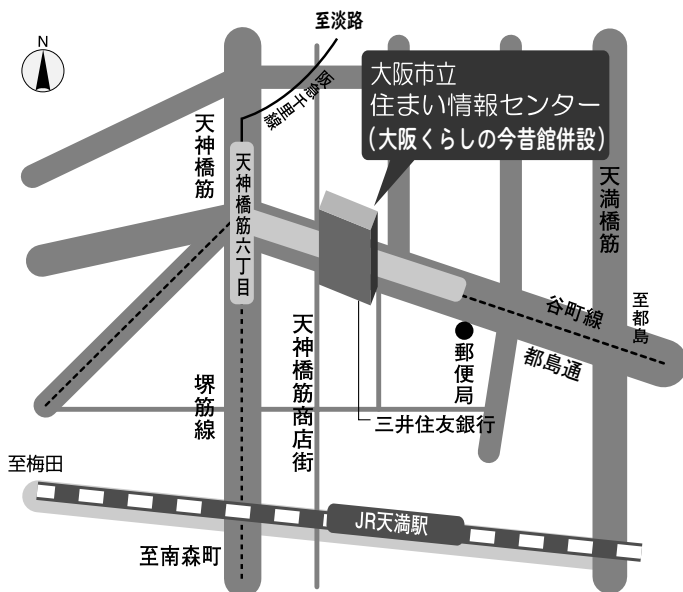 N
至淡路
阪急千里線
大阪市立
住まい情報センター
(大阪くらしの今昔館併設)
天神橋筋
天神橋筋六丁目
天満橋筋
谷町線
至都島
都島通
郵便局
天神橋筋商店街
堺筋線
三井住友銀行
至梅田
JR天満駅
至南森町